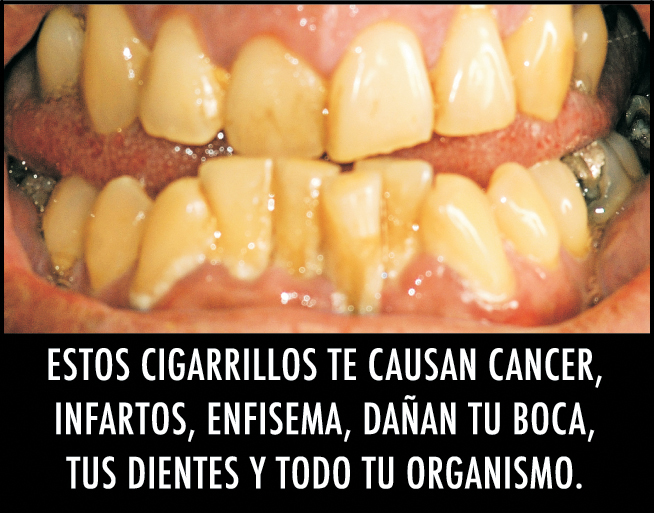 ESTOS CIGARRILLOS TE CAUSAN CANCER,
INFARTOS, ENFISEMA, DAÑAN TU BOCA,
TUS DIENTES Y TODO TU ORGANISMO.